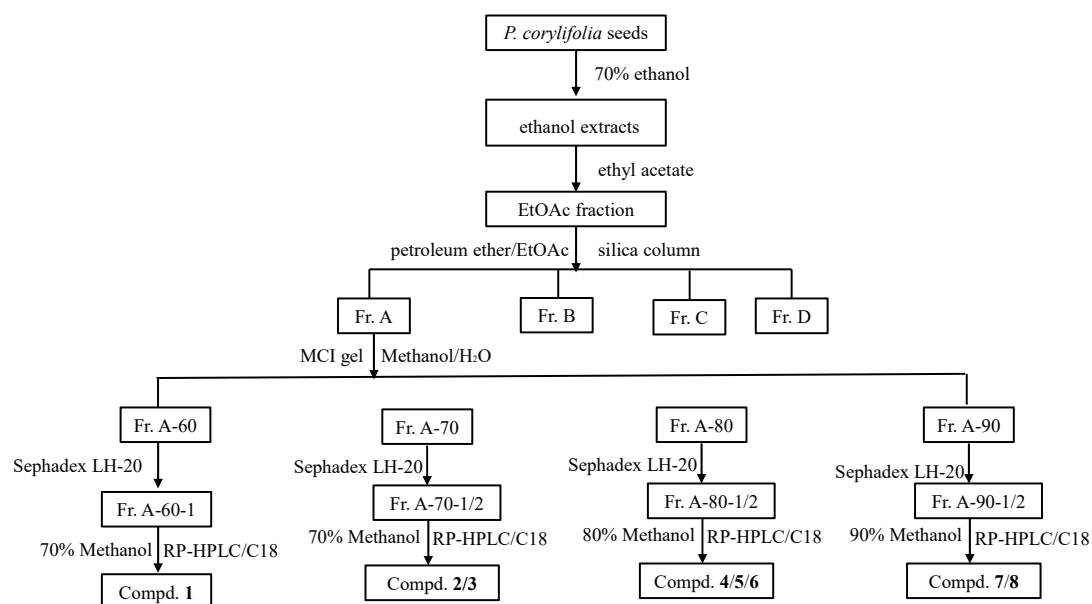 P. corylifolia seeds
70% ethanol
ethanol extracts
ethyl acetate
EtOAc fraction
petroleum ether/EtOAc silica column
Fr. A Fr. B Fr. C Fr. D
MCI gel Methanol/H₂O
Fr. A-60 Fr. A-70 Fr. A-80 Fr. A-90
Sephadex LH-20 Sephadex LH-20 Sephadex LH-20 Sephadex LH-20
Fr. A-60-1 Fr. A-70-1/2 Fr. A-80-1/2 Fr. A-90-1/2
70% Methanol RP-HPLC/C18 70% Methanol RP-HPLC/C18 80% Methanol RP-HPLC/C18 90% Methanol RP-HPLC/C18
Compd. 1 Compd. 2/3 Compd. 4/5/6 Compd. 7/8